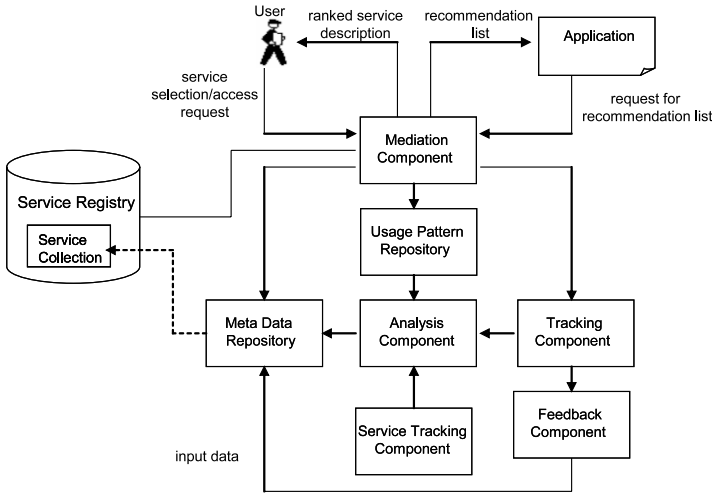 User
ranked service
description
recommendation
list
Application
service
selection/access
request
request for
recommendation list
Mediation
Component
Service Registry
Service
Collection
Usage Pattern
Repository
Meta Data
Repository
Analysis
Component
Tracking
Component
Service Tracking
Component
Feedback
Component
input data